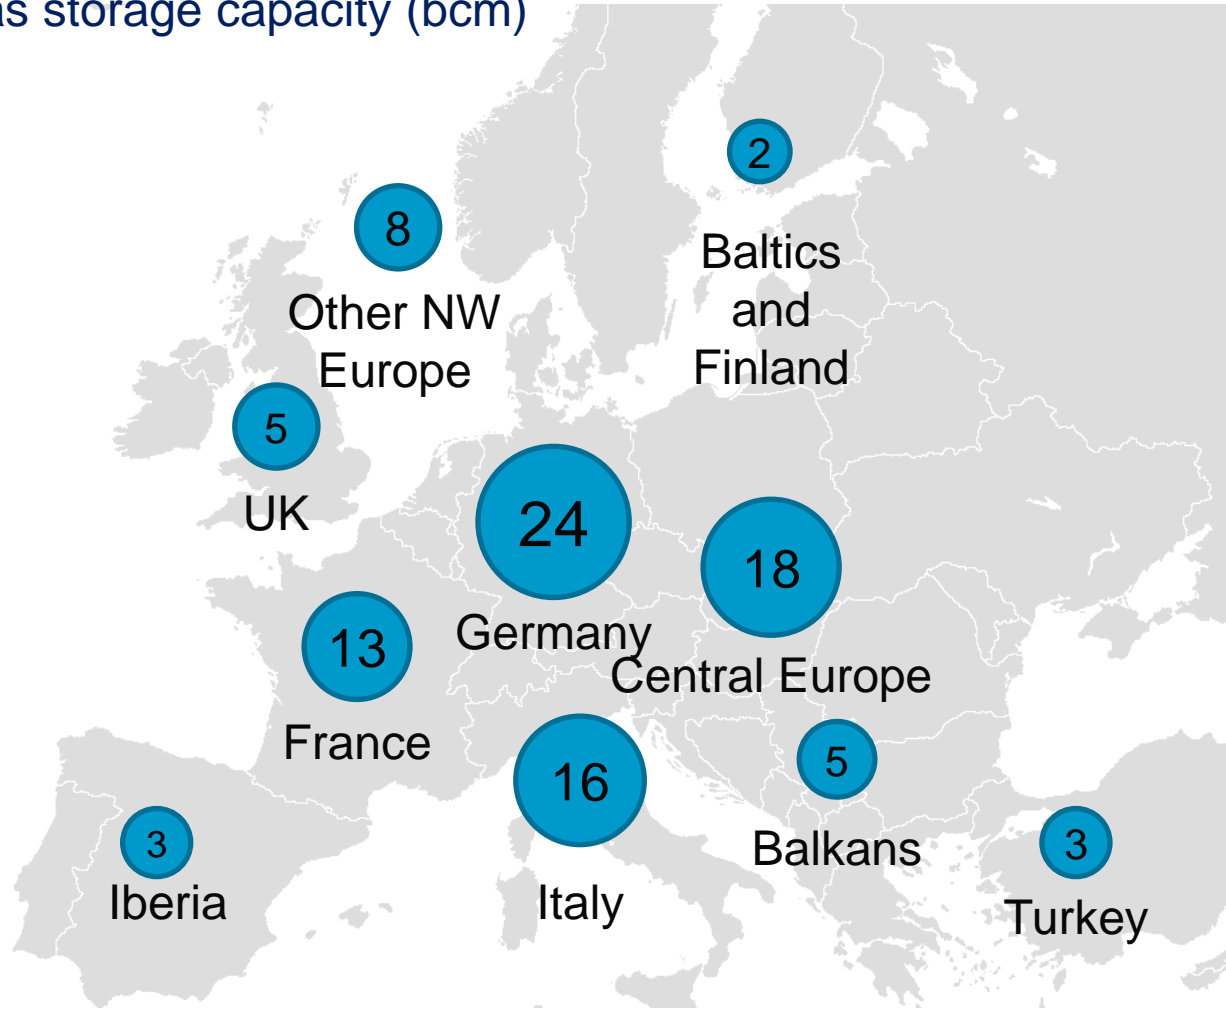 as storage capacity (bcm)
2
Baltics
and
Finland
8
Other NW
Europe
5
UK
24
Germany
18
Central Europe
13
France
16
Italy
5
Balkans
3
Iberia
3
Turkey